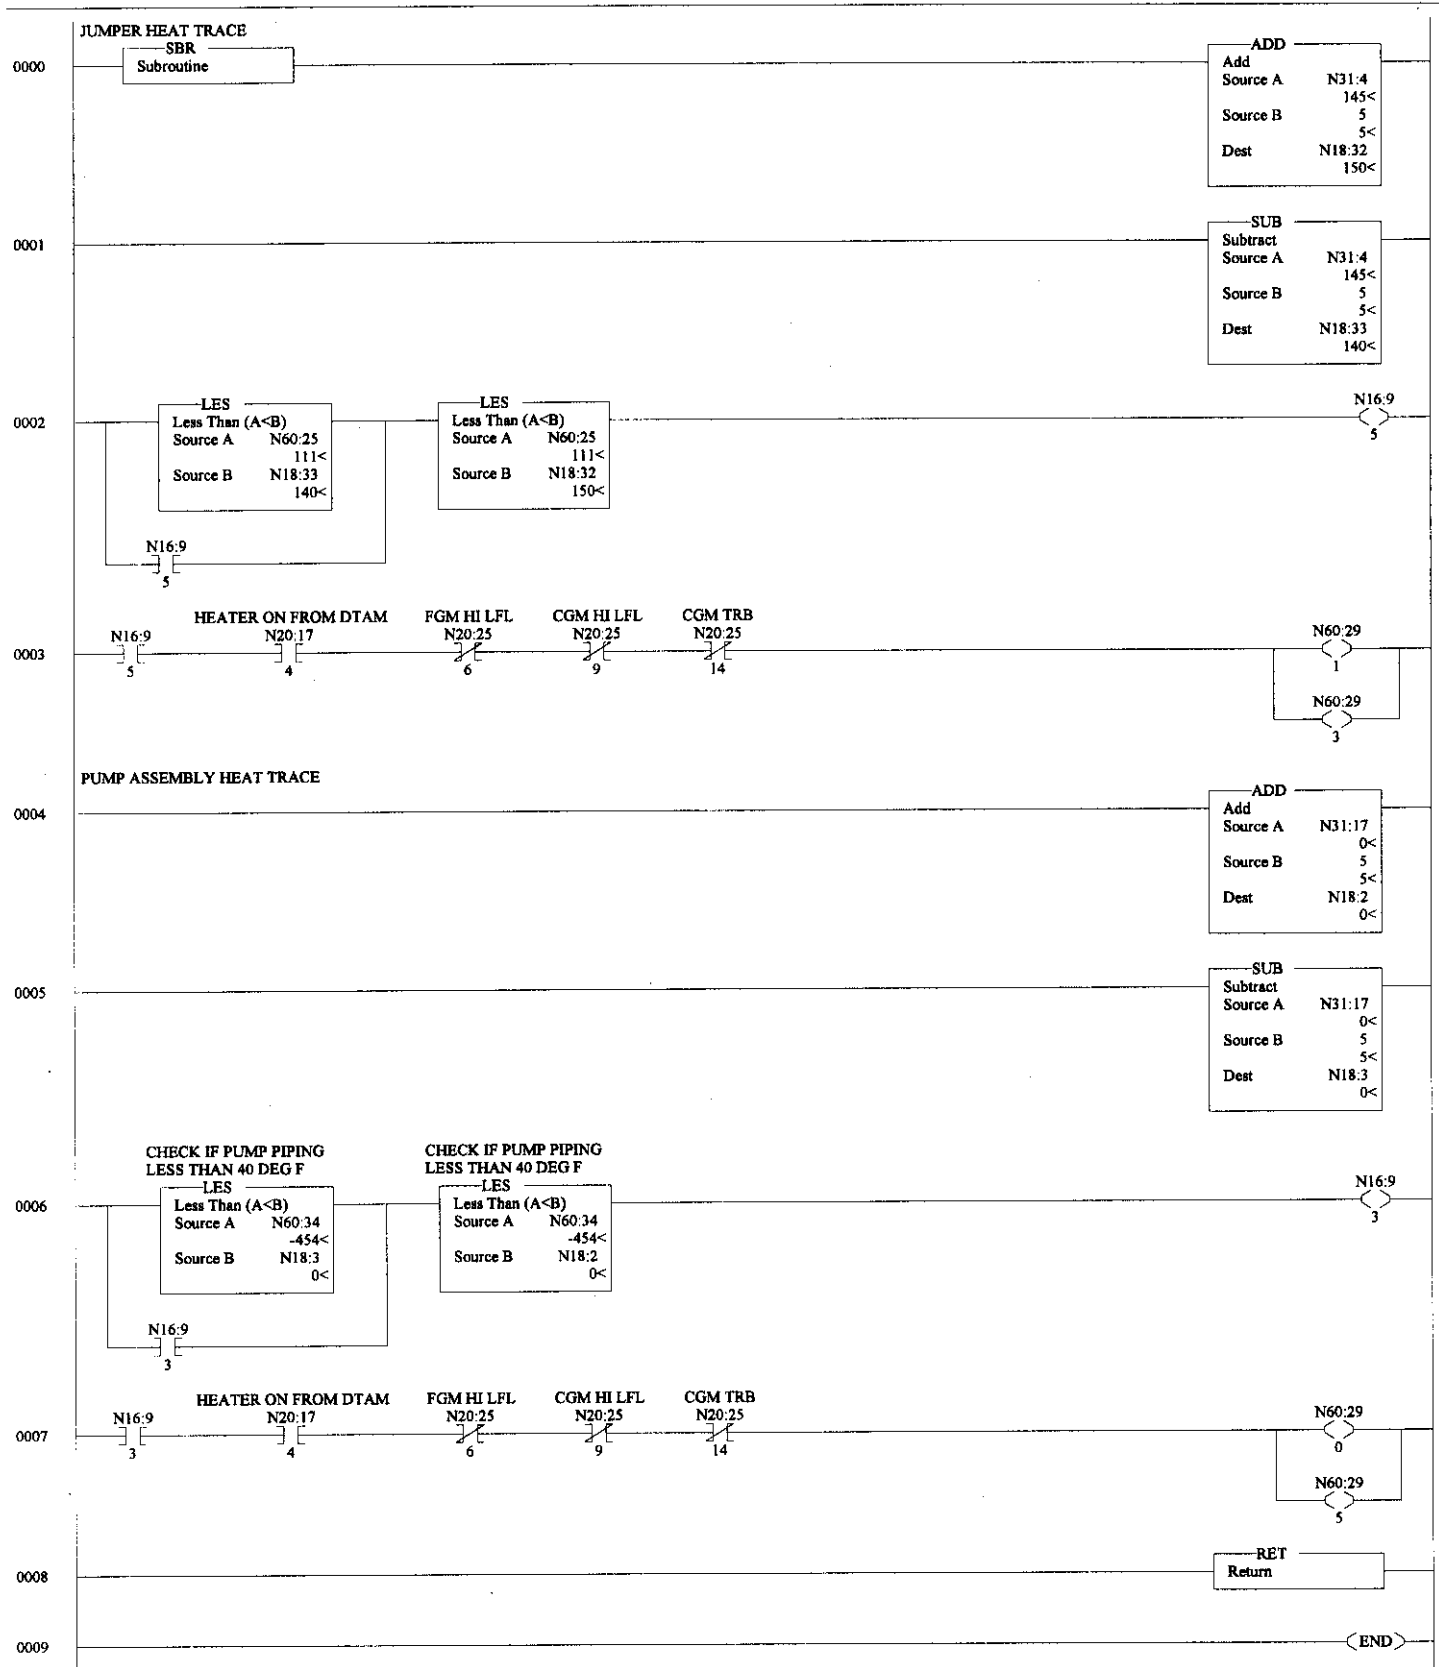 JUMPER HEAT TRACE
0000
SBR
Subroutine
ADD
Add
Source A N31:4
145<
Source B 5
5<
Dest N18:32
150<
0001
SUB
Subtract
Source A N31:4
145<
Source B 5
5<
Dest N18:33
140<
0002
LES
Less Than (A<B)
Source A N60:25
111<
Source B N18:33
140<
LES
Less Than (A<B)
Source A N60:25
111<
Source B N18:32
150<
N16:9
5
N16:9
5
0003
N16:9
5
HEATER ON FROM DTAM
N20:17
4
FGM HI LFL
N20:25
6
CGM HI LFL
N20:25
9
CGM TRB
N20:25
14
N60:29
1
N60:29
3
PUMP ASSEMBLY HEAT TRACE
0004
ADD
Add
Source A N31:17
0<
Source B 5
5<
Dest N18:2
0<
0005
SUB
Subtract
Source A N31:17
0<
Source B 5
5<
Dest N18:3
0<
0006
CHECK IF PUMP PIPING
LESS THAN 40 DEG F
LES
Less Than (A<B)
Source A N60:34
-454<
Source B N18:3
0<
CHECK IF PUMP PIPING
LESS THAN 40 DEG F
LES
Less Than (A<B)
Source A N60:34
-454<
Source B N18:2
0<
N16:9
3
N16:9
3
0007
N16:9
3
HEATER ON FROM DTAM
N20:17
4
FGM HI LFL
N20:25
6
CGM HI LFL
N20:25
9
CGM TRB
N20:25
14
N60:29
0
N60:29
5
0008
RET
Return
0009
END